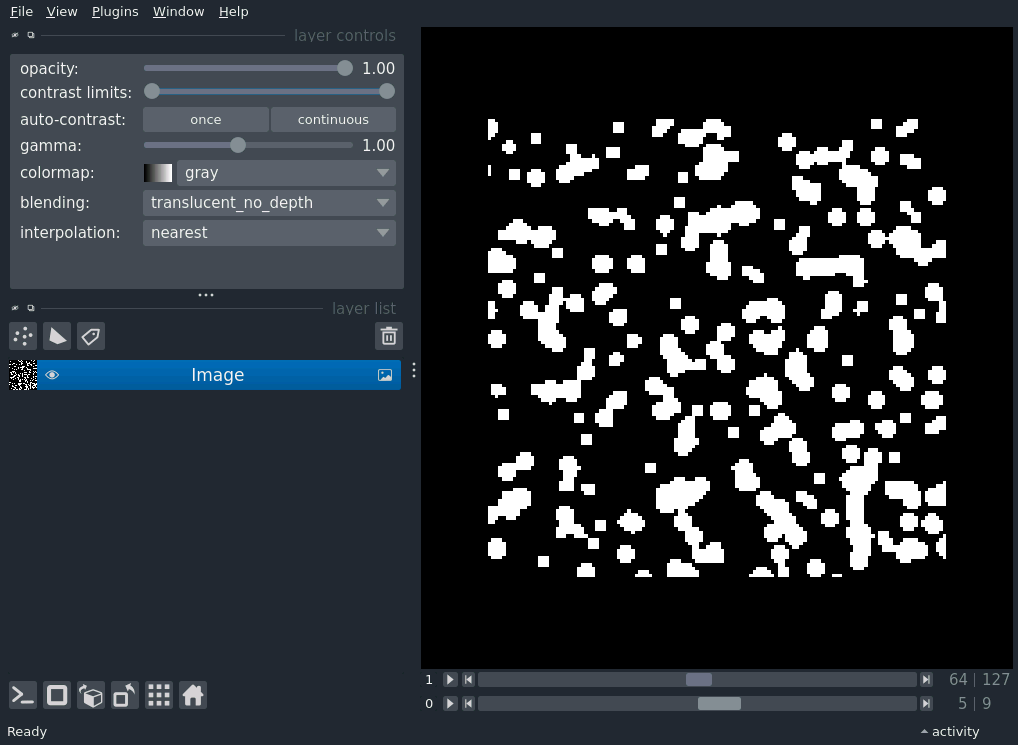 File View Plugins Window Help
layer controls
opacity: 1.00
contrast limits:
auto-contrast: once continuous
gamma: 1.00
colormap: gray
blending: translucent_no_depth
interpolation: nearest
layer list
Image
1 64 | 127
0 5 | 9
Ready activity